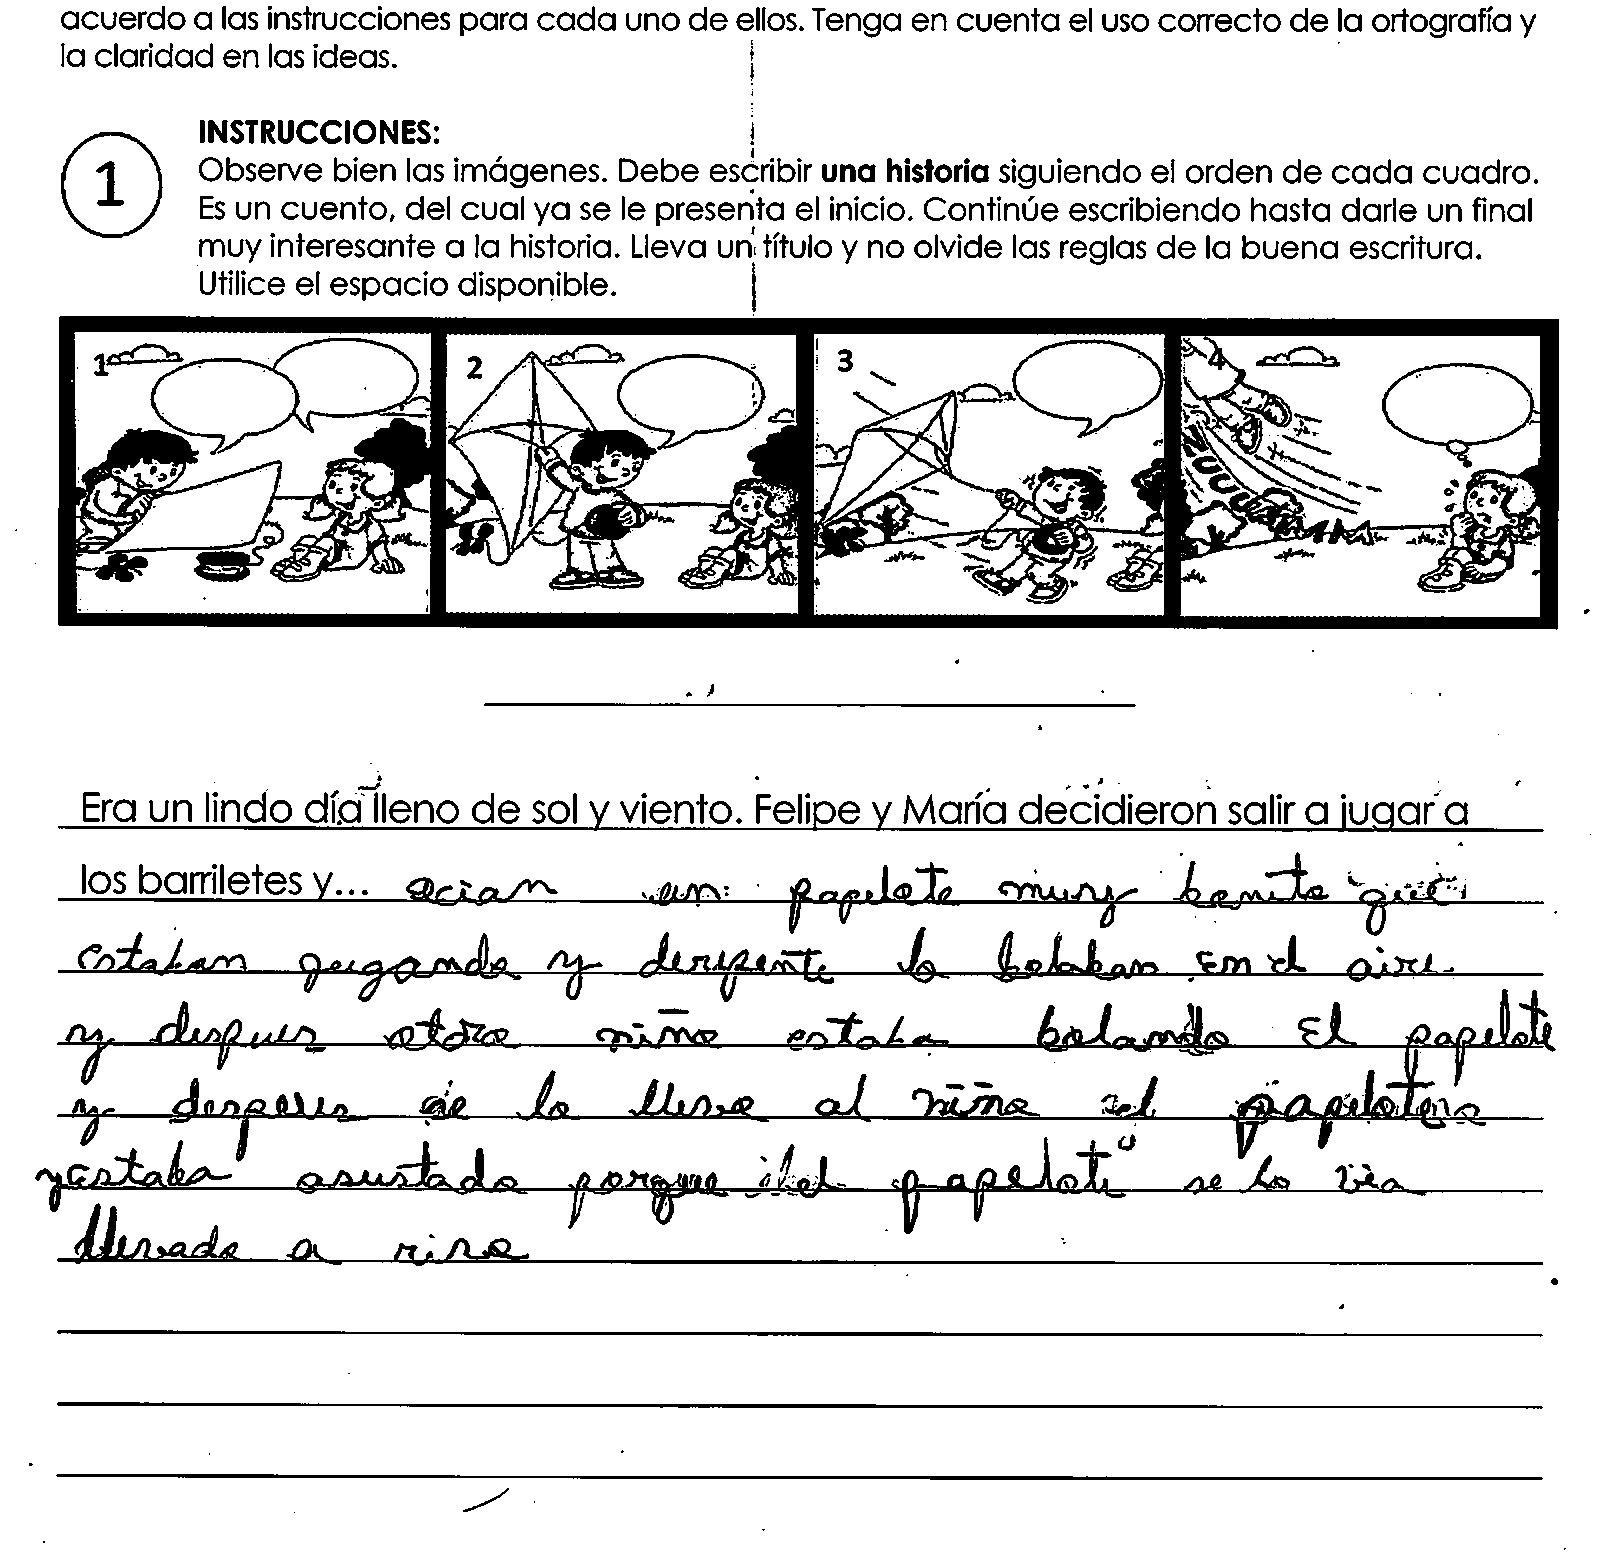 acuerdo a las instrucciones para cada uno de ellos. Tenga en cuenta el uso correcto de la ortografía y
la claridad en las ideas.
INSTRUCCIONES:
1
Observe bien las imágenes. Debe escribir una historia siguiendo el orden de cada cuadro.
Es un cuento, del cual ya se le presenta el inicio. Continúe escribiendo hasta darle un final
muy interesante a la historia. Lleva un título y no olvide las reglas de la buena escritura.
Utilice el espacio disponible.
1 2 3 4
ZUUUUMMMM
Era un lindo día lleno de sol y viento. Felipe y María decidieron salir a jugar a
los barriletes y... acian un papelote muy bonito que
estaban gugando y derepente lo bolaban en el aire
y despues otro niño estaba bolando El papelote
y despues se lo lleva al niño el
y estaba asustado porque el papelote se lo via
llevado